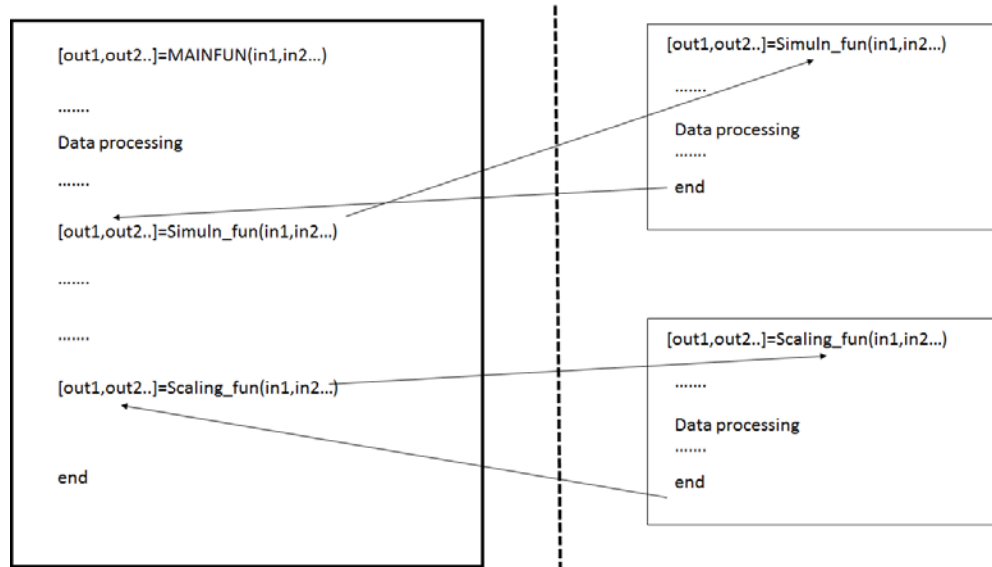 [out1,out2..]=MAINFUN(in1,in2...)
.......
Data processing
.......
[out1,out2..]=Simuln_fun(in1,in2...)
.......
.......
[out1,out2..]=Scaling_fun(in1,in2...)
end
[out1,out2..]=Simuln_fun(in1,in2...)
.......
Data processing
.......
end
[out1,out2..]=Scaling_fun(in1,in2...)
.......
Data processing
.......
end